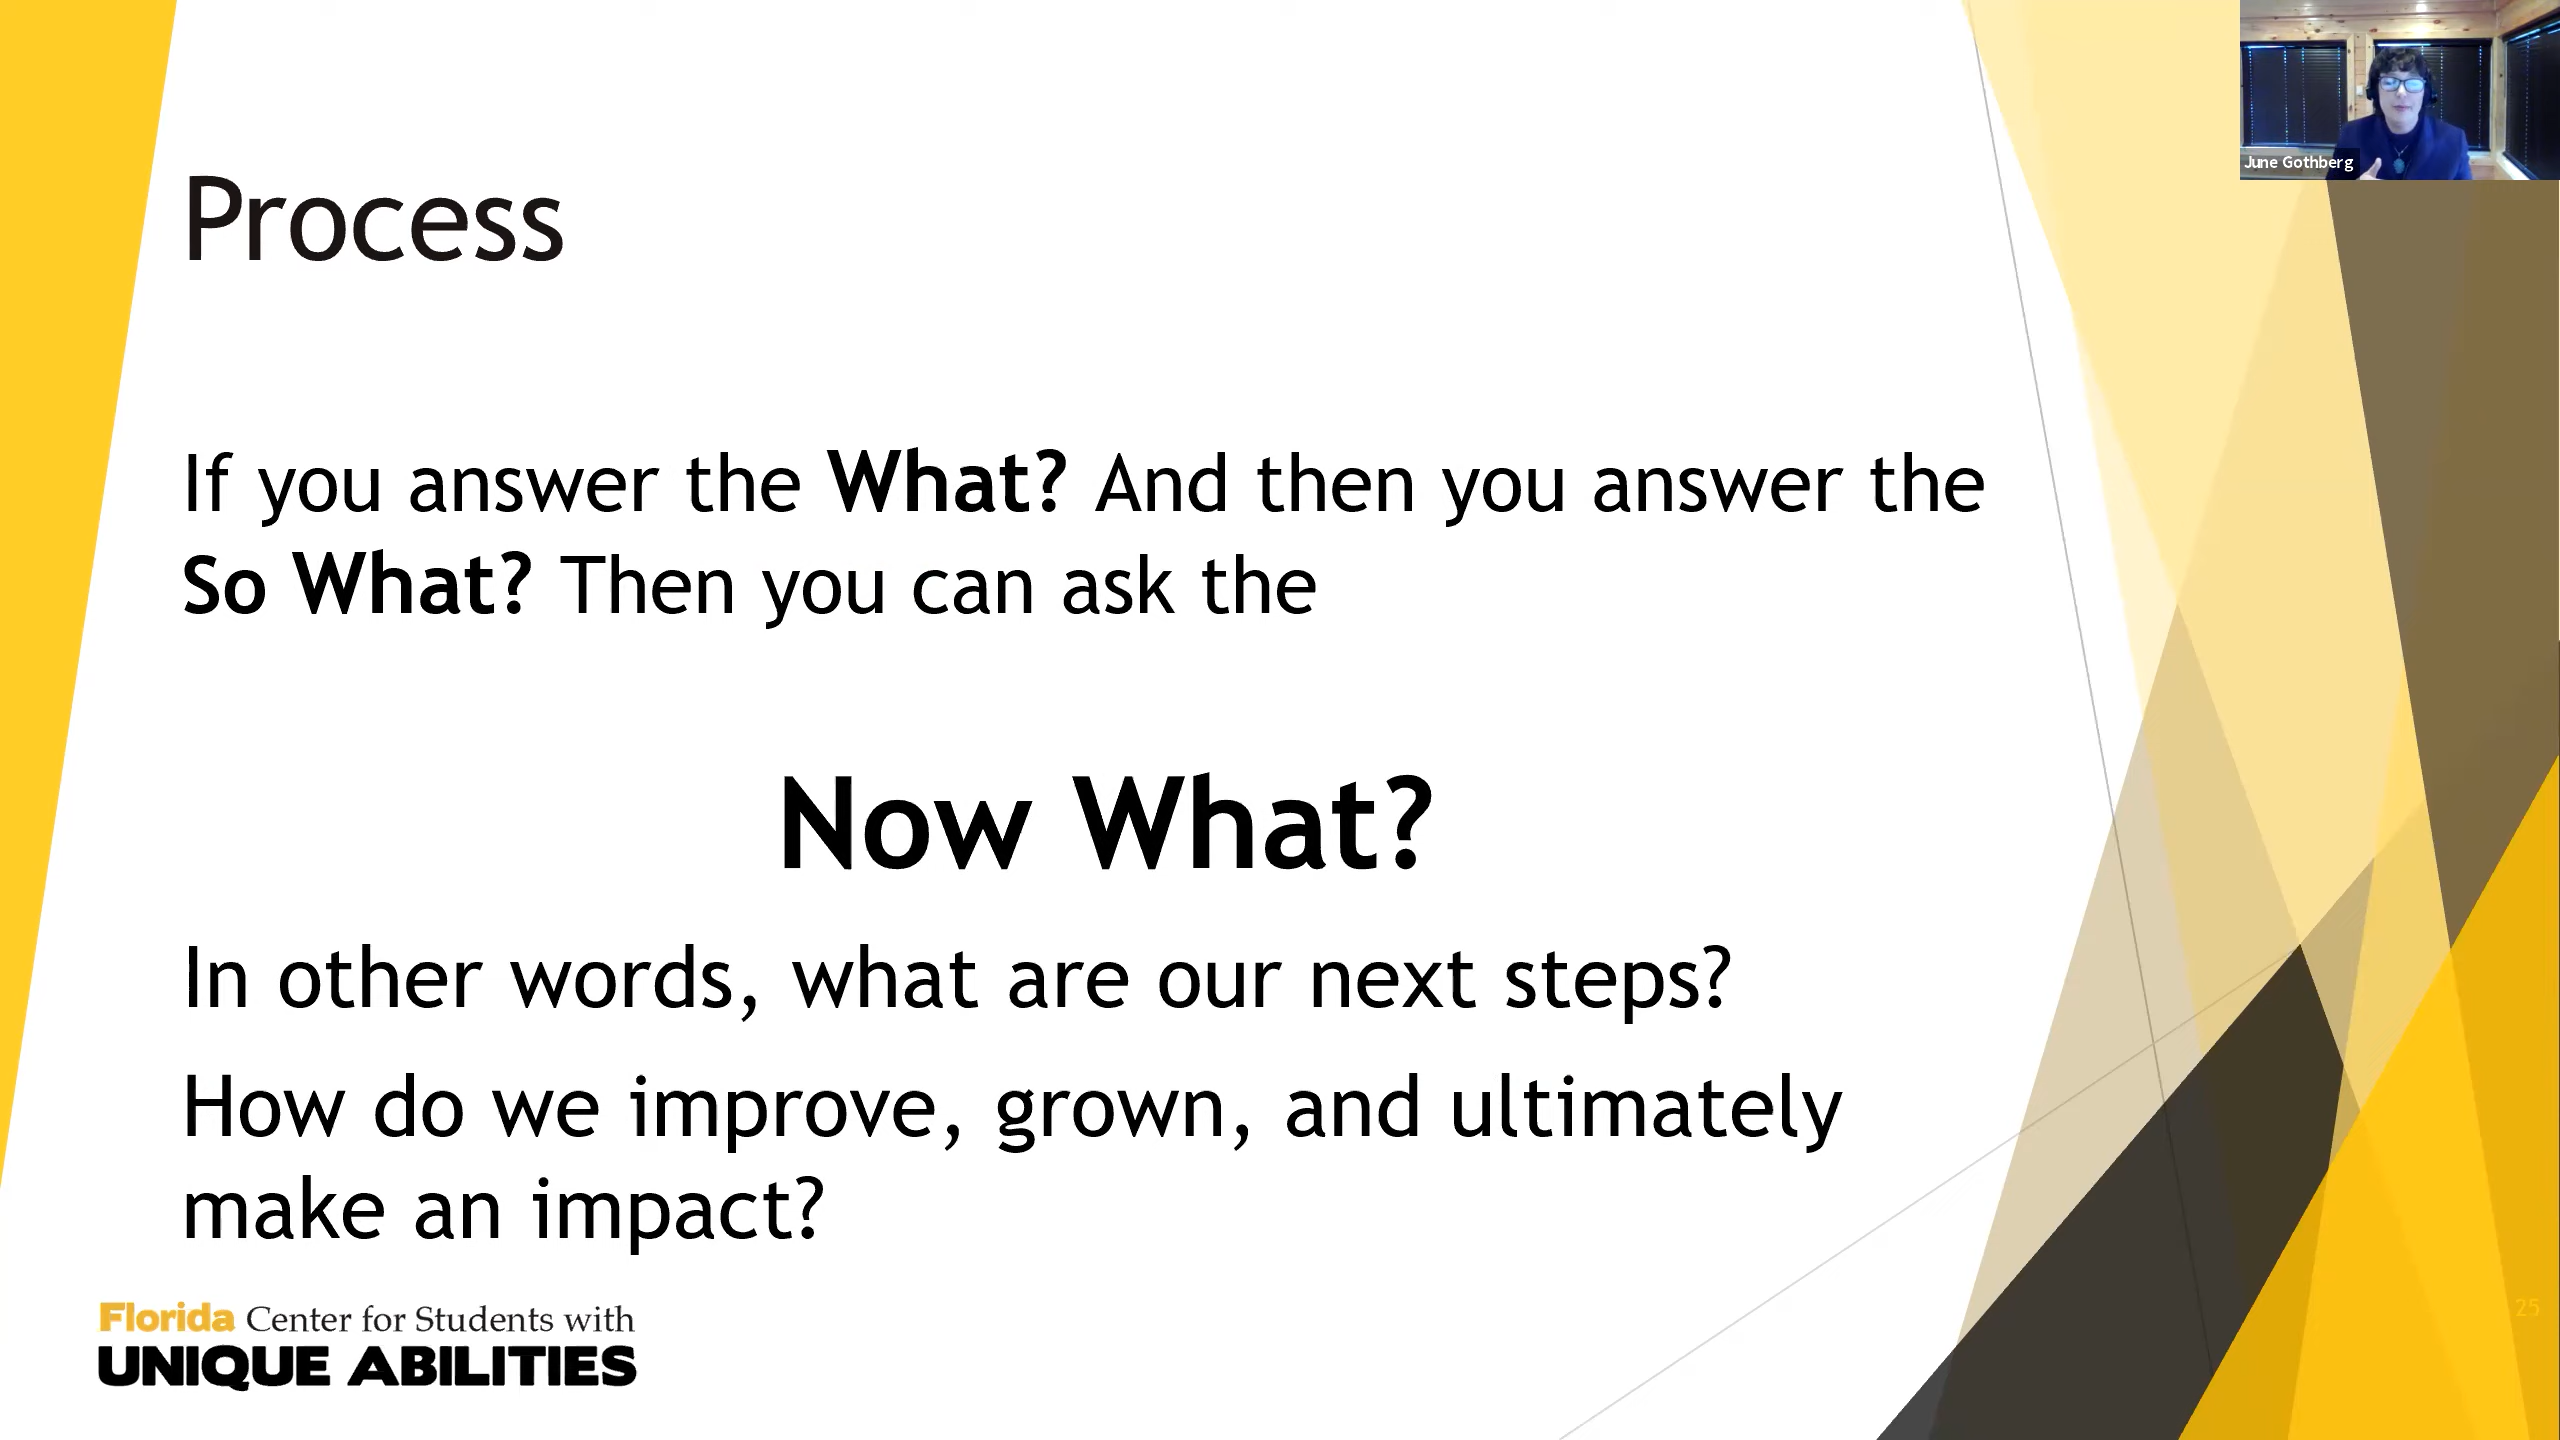 June Gothberg
Process
If you answer the What? And then you answer the
So What? Then you can ask the
Now What?
In other words, what are our next steps?
How do we improve, grown, and ultimately
make an impact?
Florida Center for Students with
UNIQUE ABILITIES
25